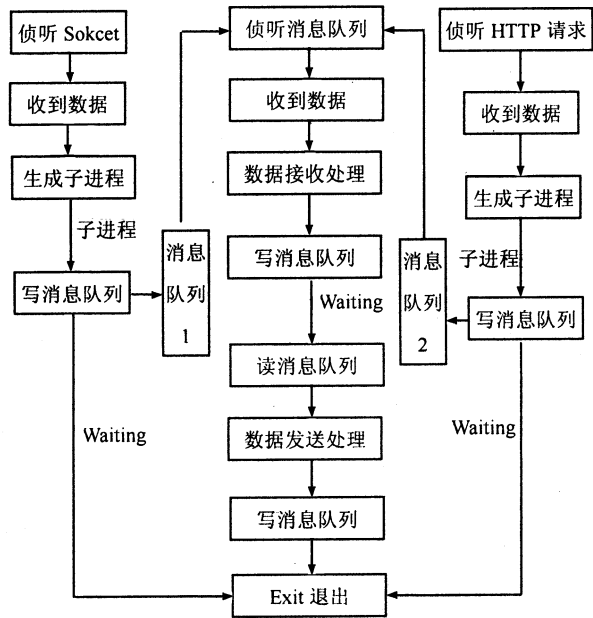 侦听 Sokcet
收到数据
生成子进程
子进程
写消息队列
Waiting
消息
队列
1
侦听消息队列
收到数据
数据接收处理
写消息队列
Waiting
读消息队列
数据发送处理
写消息队列
Exit 退出
消息
队列
2
侦听 HTTP 请求
收到数据
生成子进程
子进程
写消息队列
Waiting